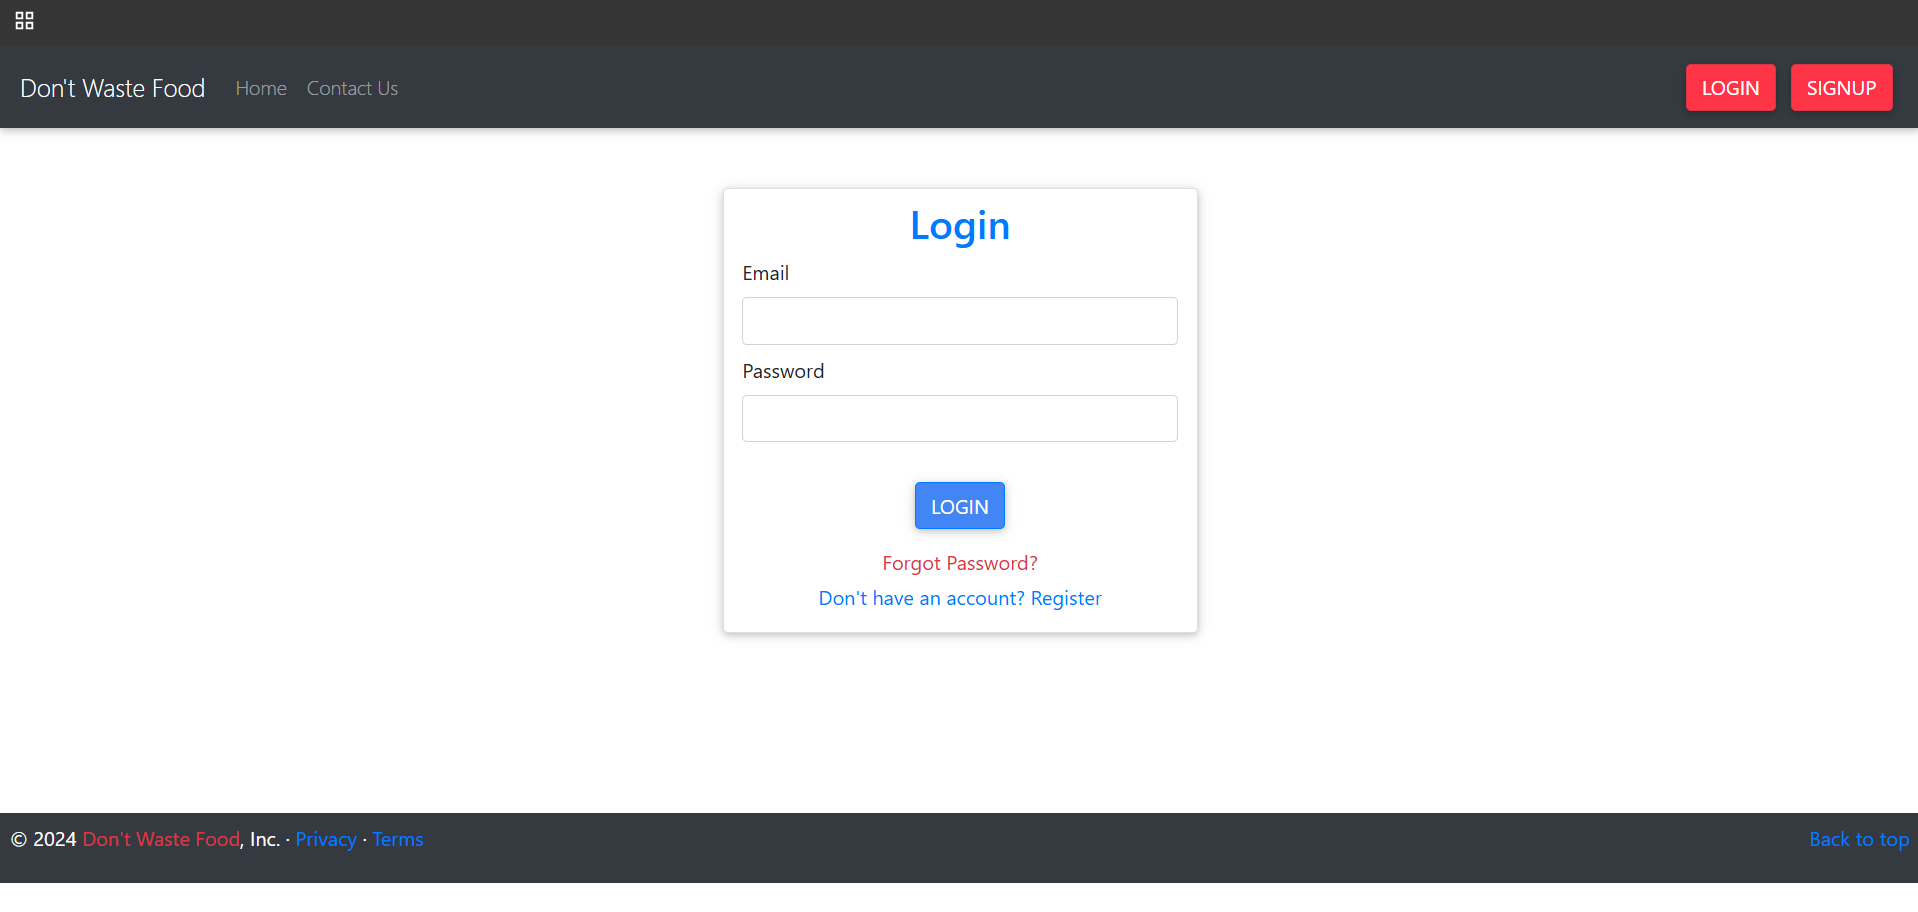 Don't Waste Food Home Contact Us LOGIN SIGNUP
Login
Email
Password
LOGIN
Forgot Password?
Don't have an account? Register
© 2024 Don't Waste Food, Inc. · Privacy · Terms Back to top